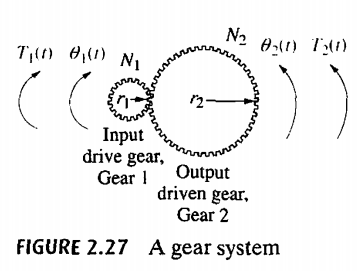 T₁(t) θ₁(t) N₁ N₂ θ₂(t) T₂(t)
r₁ r₂
Input
drive gear,
Gear 1
Output
driven gear,
Gear 2
FIGURE 2.27 A gear system